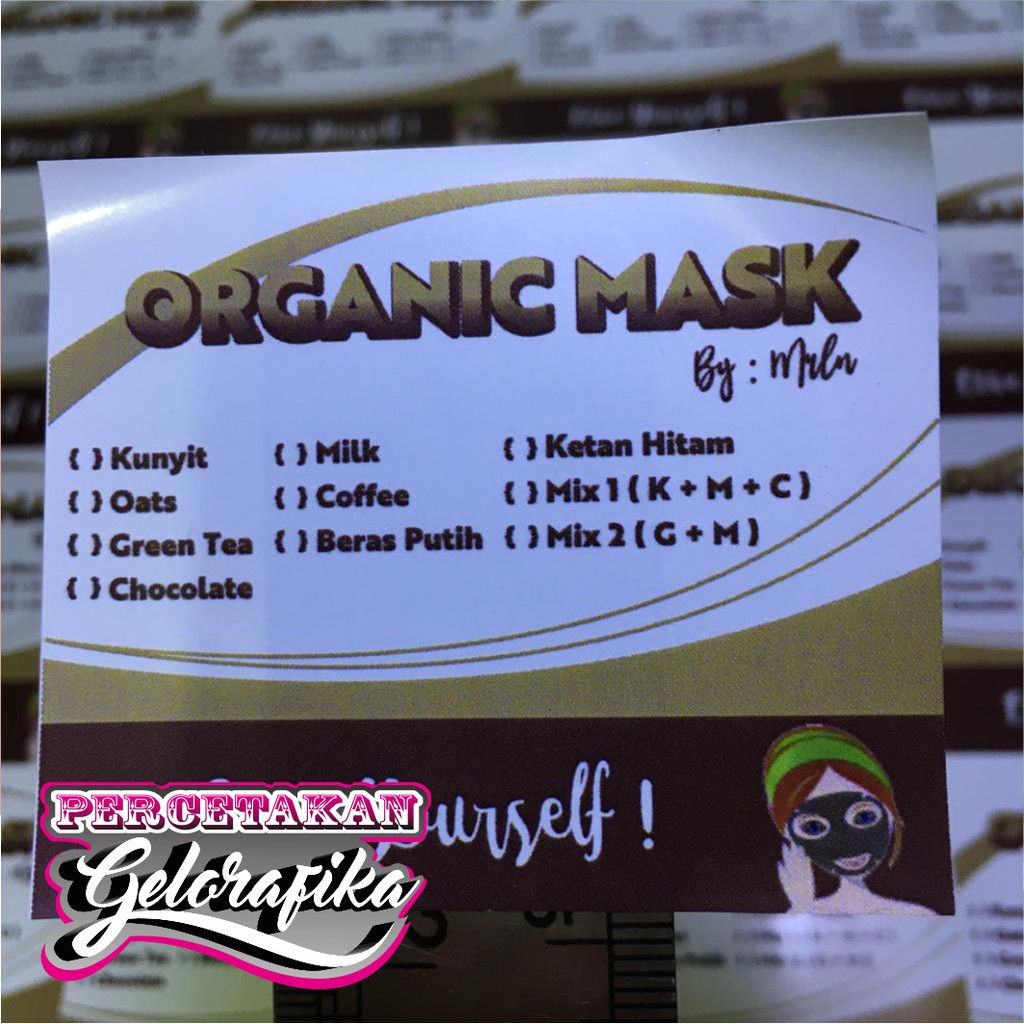 ORGANIC MASK
By : Mrln
{ } Kunyit { } Milk { } Ketan Hitam
{ } Oats { } Coffee { } Mix 1 ( K + M + C )
{ } Green Tea { } Beras Putih { } Mix 2 ( G + M )
{ } Chocolate
PERCETAKAN
Gelorafika